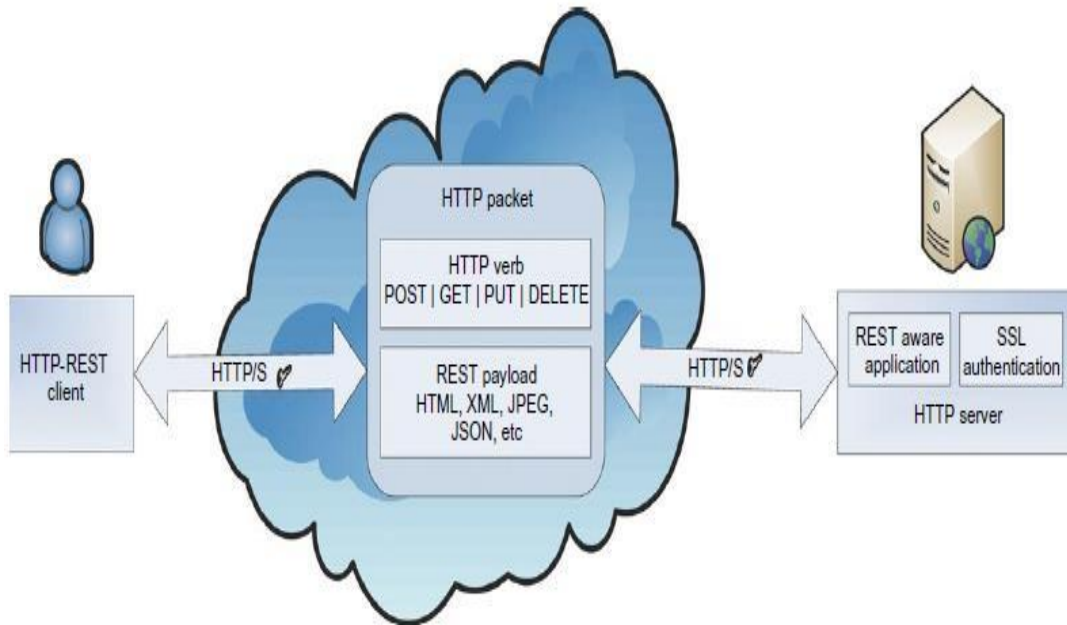 HTTP packet
HTTP verb
POST | GET | PUT | DELETE
HTTP-REST
client
HTTP/S
REST payload
HTML, XML, JPEG,
JSON, etc
HTTP/S
REST aware
application
SSL
authentication
HTTP server